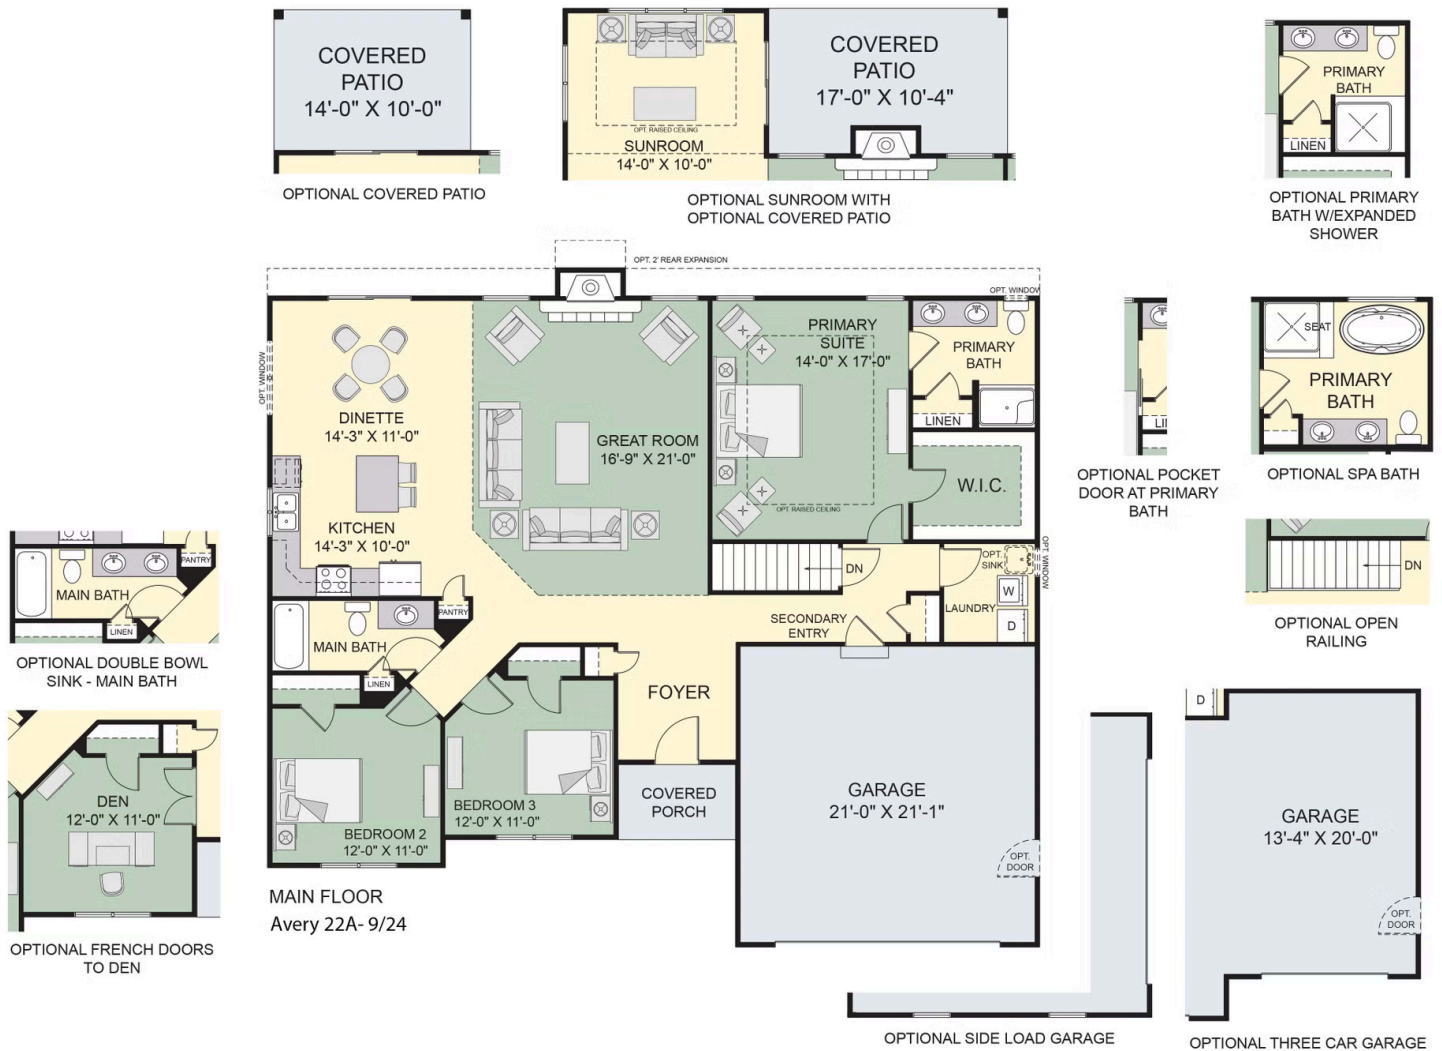 COVERED
PATIO
14'-0" X 10'-0"
OPTIONAL COVERED PATIO
OPT. RAISED CEILING
SUNROOM
14'-0" X 10'-0"
COVERED
PATIO
17'-0" X 10'-4"
OPTIONAL SUNROOM WITH
OPTIONAL COVERED PATIO
PRIMARY
BATH
LINEN
OPTIONAL PRIMARY
BATH W/EXPANDED
SHOWER
OPT. 2' REAR EXPANSION
OPT. WINDOW
OPT. WINDOW
DINETTE
14'-3" X 11'-0"
KITCHEN
14'-3" X 10'-0"
GREAT ROOM
16'-9" X 21'-0"
PRIMARY
SUITE
14'-0" X 17'-0"
OPT. RAISED CEILING
PRIMARY
BATH
LINEN
W.I.C.
DN
OPT.
SINK
OPT. WINDOW
W
LAUNDRY
D
SECONDARY
ENTRY
PANTRY
MAIN BATH
LINEN
FOYER
BEDROOM 2
12'-0" X 11'-0"
BEDROOM 3
12'-0" X 11'-0"
COVERED
PORCH
GARAGE
21'-0" X 21'-1"
OPT.
DOOR
MAIN FLOOR
Avery 22A- 9/24
PANTRY
MAIN BATH
LINEN
OPTIONAL DOUBLE BOWL
SINK - MAIN BATH
DEN
12'-0" X 11'-0"
OPTIONAL FRENCH DOORS
TO DEN
LI
OPTIONAL POCKET
DOOR AT PRIMARY
BATH
SEAT
PRIMARY
BATH
OPTIONAL SPA BATH
DN
OPTIONAL OPEN
RAILING
OPTIONAL SIDE LOAD GARAGE
D
GARAGE
13'-4" X 20'-0"
OPT.
DOOR
OPTIONAL THREE CAR GARAGE